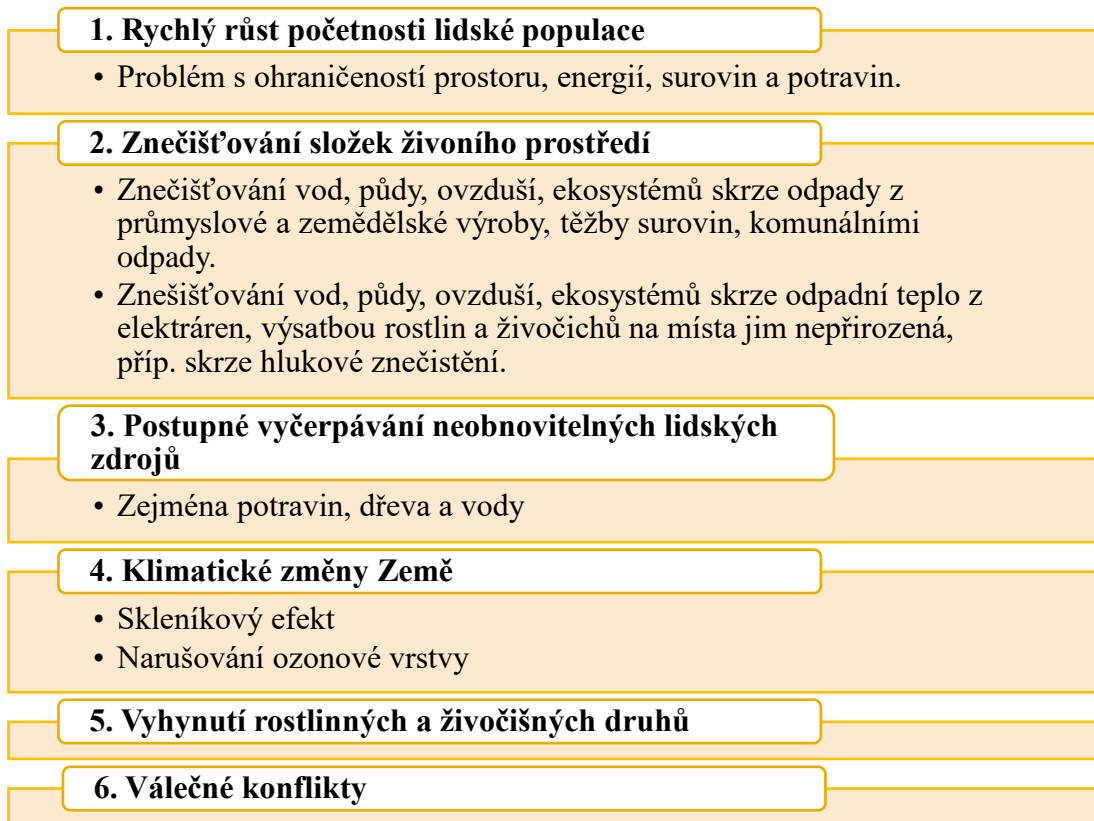 1. Rychlý růst početnosti lidské populace
• Problém s ohraničeností prostoru, energií, surovin a potravin.
2. Znečišťování složek živoního prostředí
• Znečišťování vod, půdy, ovzduší, ekosystémů skrze odpady z
průmyslové a zemědělské výroby, těžby surovin, komunálními
odpady.
• Znešišťování vod, půdy, ovzduší, ekosystémů skrze odpadní teplo z
elektráren, výsatbou rostlin a živočichů na místa jim nepřirozená,
příp. skrze hlukové znečistění.
3. Postupné vyčerpávání neobnovitelných lidských
zdrojů
• Zejména potravin, dřeva a vody
4. Klimatické změny Země
• Skleníkový efekt
• Narušování ozonové vrstvy
5. Vyhynutí rostlinných a živočišných druhů
6. Válečné konflikty